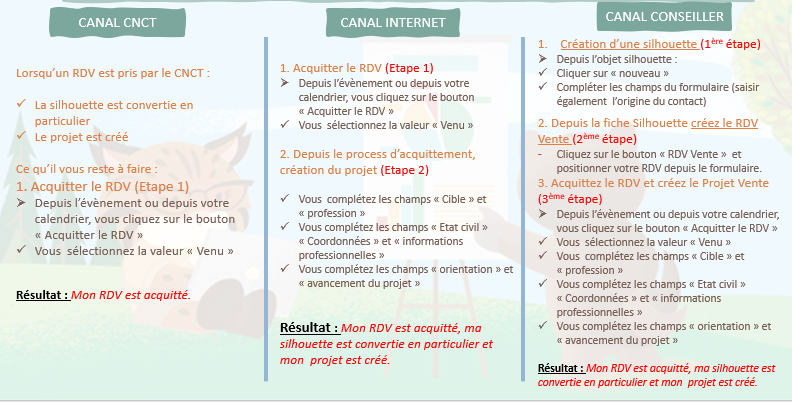 CANAL CNCT
Lorsqu'un RDV est pris par le CNCT :
✓ La silhouette est convertie en
particulier
✓ Le projet est créé
Ce qu'il vous reste à faire :
1. Acquitter le RDV (Etape 1)
➢ Depuis l'évènement ou depuis votre
calendrier, vous cliquez sur le bouton
« Acquitter le RDV »
✓ Vous sélectionnez la valeur « Venu »
Résultat : Mon RDV est acquitté.
CANAL INTERNET
1. Acquitter le RDV (Etape 1)
➢ Depuis l'évènement ou depuis votre
calendrier, vous cliquez sur le bouton
« Acquitter le RDV »
✓ Vous sélectionnez la valeur « Venu »
2. Depuis le process d'acquittement,
création du projet (Etape 2)
✓ Vous complétez les champs « Cible » et
« profession »
✓ Vous complétez les champs « Etat civil »
« Coordonnées » et « informations
professionnelles »
✓ Vous complétez les champs « orientation » et
« avancement du projet »
Résultat : Mon RDV est acquitté, ma
silhouette est convertie en particulier et
mon projet est créé.
CANAL CONSEILLER
1. Création d'une silhouette (1ère étape)
➢ Depuis l'objet silhouette :
➢ Cliquer sur « nouveau »
➢ Compléter les champs du formulaire (saisir
également l'origine du contact)
2. Depuis la fiche Silhouette créez le RDV
Vente (2ème étape)
- Cliquez sur le bouton « RDV Vente » et
positionner votre RDV depuis le formulaire.
3. Acquittez le RDV et créez le Projet Vente
(3ème étape)
➢ Depuis l'évènement ou depuis votre calendrier,
vous cliquez sur le bouton « Acquitter le RDV »
✓ Vous sélectionnez la valeur « Venu »
✓ Vous complétez les champs « Cible » et
« profession »
✓ Vous complétez les champs « Etat civil »
« Coordonnées » et « informations
professionnelles »
✓ Vous complétez les champs « orientation » et
« avancement du projet »
Résultat : Mon RDV est acquitté, ma silhouette est
convertie en particulier et mon projet est créé.